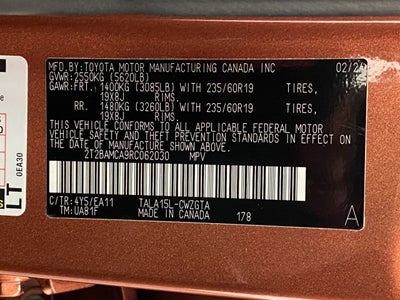 MFD.BY:TOYOTA MOTOR MANUFACTURING CANADA INC 02/2
GVWR:2550KG (5620LB)
GAWR:FRT. 1400KG (3085LB) WITH 235/60R19 TIRES,
19X8J RIMS.
RR. 1480KG (3260LB) WITH 235/60R19 TIRES,
19X8J RIMS.
THIS VEHICLE CONFORMS TO ALL APPLICABLE FEDERAL MOTOR
VEHICLE SAFETY AND THEFT PREVENTION STANDARDS IN EFFECT ON
THE DATE OF MANUFACTURE SHOWN ABOVE.
2T2BAMCA9RC062030 MPV
C/TR:4Y5/EA11 TALA15L-CWZGTA
TM:UA81F MADE IN CANADA 178 A
LT
0EA30